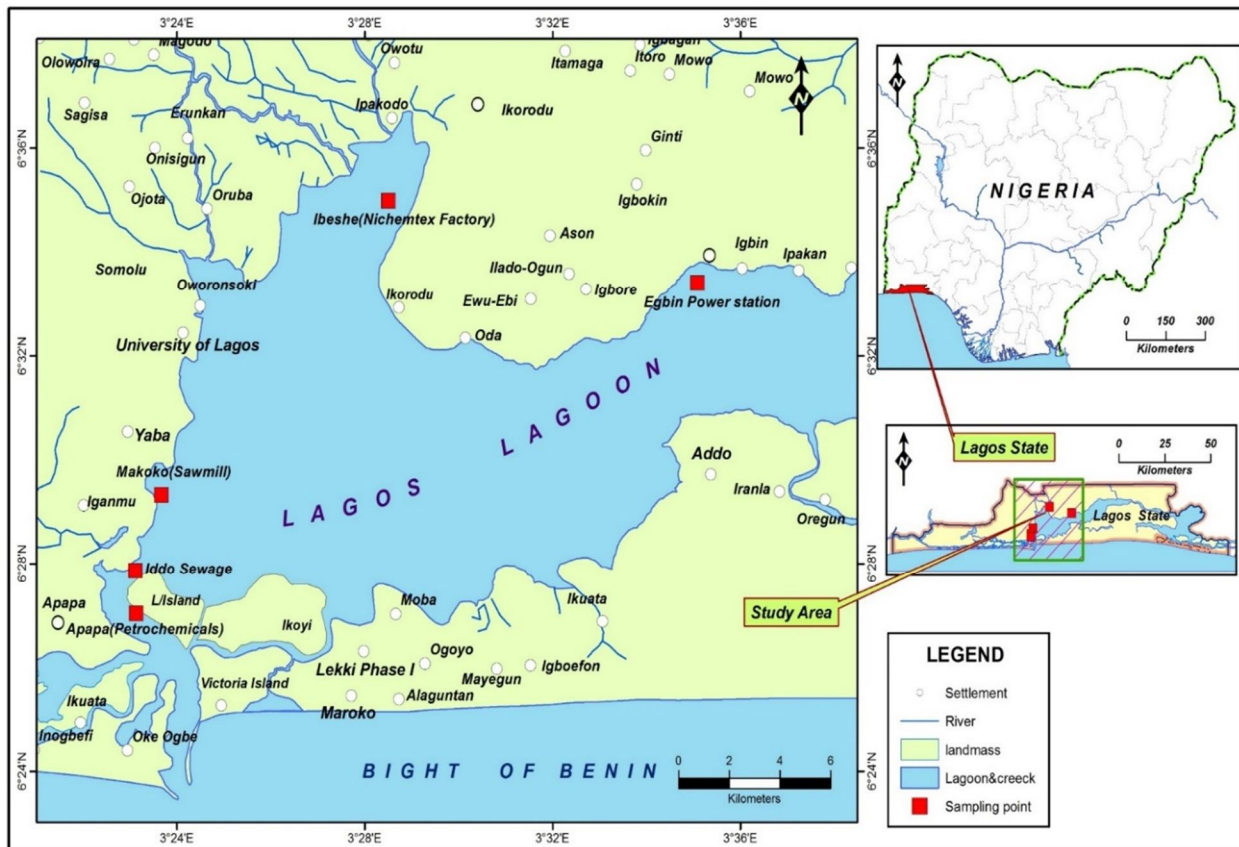 3°24'E
3°32'E
3°36'E
6°36'N
6°32'N
6°28'N
6°24'N
6°36'N
6°32'N
6°28'N
6°24'N
3°24'E
3°28'E
3°32'E
3°36'E
Magodo
Olowoira
Owotu
Igbagan
Itamaga
Itoro
Mowo
Mowo
N
Sagisa
Erunkan
Ipakodo
Ikorodu
Onisigun
Ginti
Ojota
Oruba
Igbokin
Ibeshe(Nichemtex Factory)
Ason
Somolu
Igbin
Ipakan
Oworonsoki
Ilado-Ogun
Ikorodu
Ewu-Ebi
Igbore
Egbin Power station
University of Lagos
Oda
LAGOS LAGOON
Yaba
Makoko(Sawmill)
Addo
Iganmu
Irania
Oregun
Iddo Sewage
L/Island
Apapa
Moba
Ikuata
Apapa(Petrochemicals)
Ikoyi
Ogoyo
Lekki Phase I
Igboefon
Mayegun
Victoria Island
Ikuata
Maroko
Alaguntan
Inogbefi
Oke Ogbe
BIGHT OF BENIN
0 2 4 6
Kilometers
N
NIGERIA
0 150 300
Kilometers
Lagos State
N
0 25 50
Kilometers
Lagos State
Study Area
LEGEND
Settlement
River
landmass
Lagoon&creeck
Sampling point